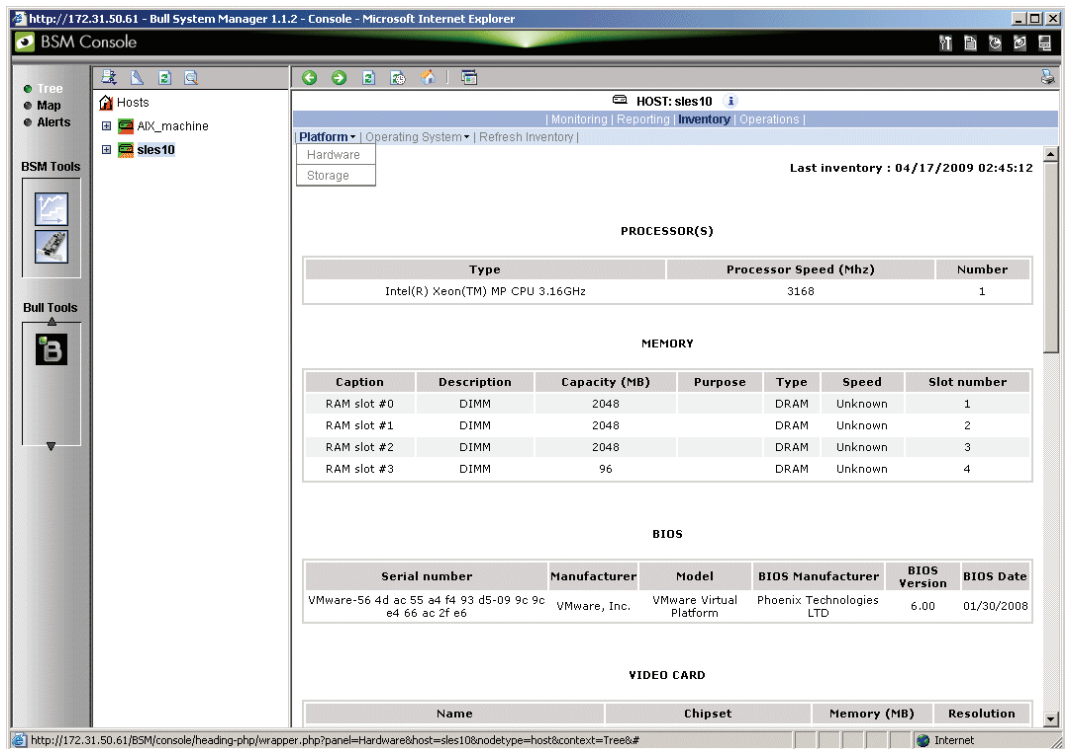 http://172.31.50.61 - Bull System Manager 1.1.2 - Console - Microsoft Internet Explorer
BSM Console
Tree
Map
Alerts
BSM Tools
Bull Tools
B
Hosts
AIX_machine
sles10
HOST: sles10 i
| Monitoring | Reporting | Inventory | Operations |
| Platform | Operating System | Refresh Inventory |
Hardware
Storage
Last inventory : 04/17/2009 02:45:12
PROCESSOR(S)
Type Processor Speed (Mhz) Number
Intel(R) Xeon(TM) MP CPU 3.16GHz 3168 1
MEMORY
Caption Description Capacity (MB) Purpose Type Speed Slot number
RAM slot #0 DIMM 2048 DRAM Unknown 1
RAM slot #1 DIMM 2048 DRAM Unknown 2
RAM slot #2 DIMM 2048 DRAM Unknown 3
RAM slot #3 DIMM 96 DRAM Unknown 4
BIOS
Serial number Manufacturer Model BIOS Manufacturer BIOS Version BIOS Date
VMware-56 4d ac 55 a4 f4 93 d5-09 9c 9c e4 66 ac 2f e6 VMware, Inc. VMware Virtual Platform Phoenix Technologies LTD 6.00 01/30/2008
VIDEO CARD
Name Chipset Memory (MB) Resolution
http://172.31.50.61/BSM/console/heading-php/wrapper.php?panel=Hardware&host=sles10&nodetype=host&context=Tree&# Internet